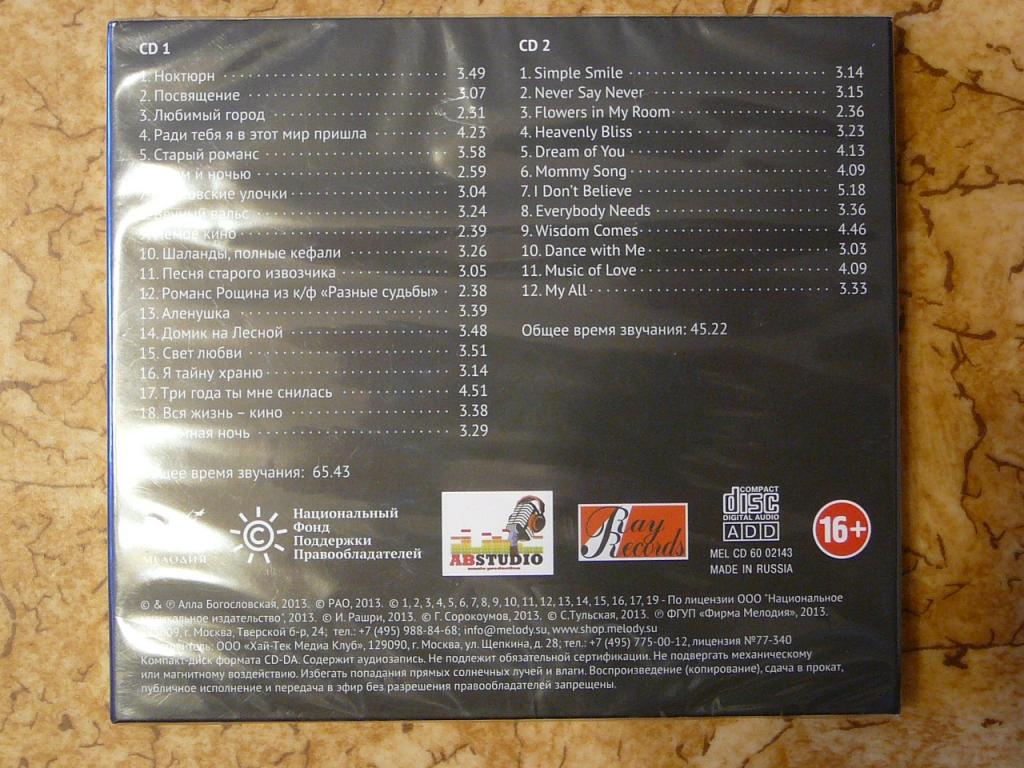 CD 1
1. Ноктюрн 3.49
2. Посвящение 3.07
3. Любимый город 2.31
4. Ради тебя я в этот мир пришла 4.23
5. Старый романс 3.58
и ночью 2.59
улочки 3.04
вальс 3.24
кино 2.39
10. Шаланды, полные кефали 3.26
11. Песня старого извозчика 3.05
12. Романс Рощина из к/ф «Разные судьбы» 2.38
13. Аленушка 3.39
14. Домик на Лесной 3.48
15. Свет любви 3.51
16. Я тайну храню 3.14
17. Три года ты мне снилась 4.51
18. Вся жизнь – кино 3.38
ночь 3.29
время звучания: 65.43
CD 2
1. Simple Smile 3.14
2. Never Say Never 3.15
3. Flowers in My Room 2.36
4. Heavenly Bliss 3.23
5. Dream of You 4.13
6. Mommy Song 4.09
7. I Don't Believe 5.18
8. Everybody Needs 3.36
9. Wisdom Comes 4.46
10. Dance with Me 3.03
11. Music of Love 4.09
12. My All 3.33
Общее время звучания: 45.22
МЕЛОДИЯ
©
Национальный
Фонд
Поддержки
Правообладателей
ABSTUDIO
music production
Ray
Records
COMPACT
disc
DIGITAL AUDIO
ADD
MEL CD 60 02143
MADE IN RUSSIA
16+
© & ℗ Алла Богословская, 2013. © РАО, 2013. © 1, 2, 3, 4, 5, 6, 7, 8, 9, 10, 11, 12, 13, 14, 15, 16, 17, 19 - По лицензии ООО "Национальное
издательство", 2013. © И. Рашри, 2013. © Г. Сорокоумов, 2013. © С.Тульская, 2013. ℗ ФГУП «Фирма Мелодия», 2013.
г. Москва, Тверской б-р, 24; тел.: +7 (495) 988-84-68; info@melody.su, www.shop.melody.su
ООО «Хай-Тек Медиа Клуб», 129090, г. Москва, ул. Щепкина, д. 28; тел.: +7 (495) 775-00-12, лицензия №77-340
Компакт-диск формата CD-DA. Содержит аудиозапись. Не подлежит обязательной сертификации. Не подвергать механическому
или магнитному воздействию. Избегать попадания прямых солнечных лучей и влаги. Воспроизведение (копирование), сдача в прокат,
публичное исполнение и передача в эфир без разрешения правообладателей запрещены.